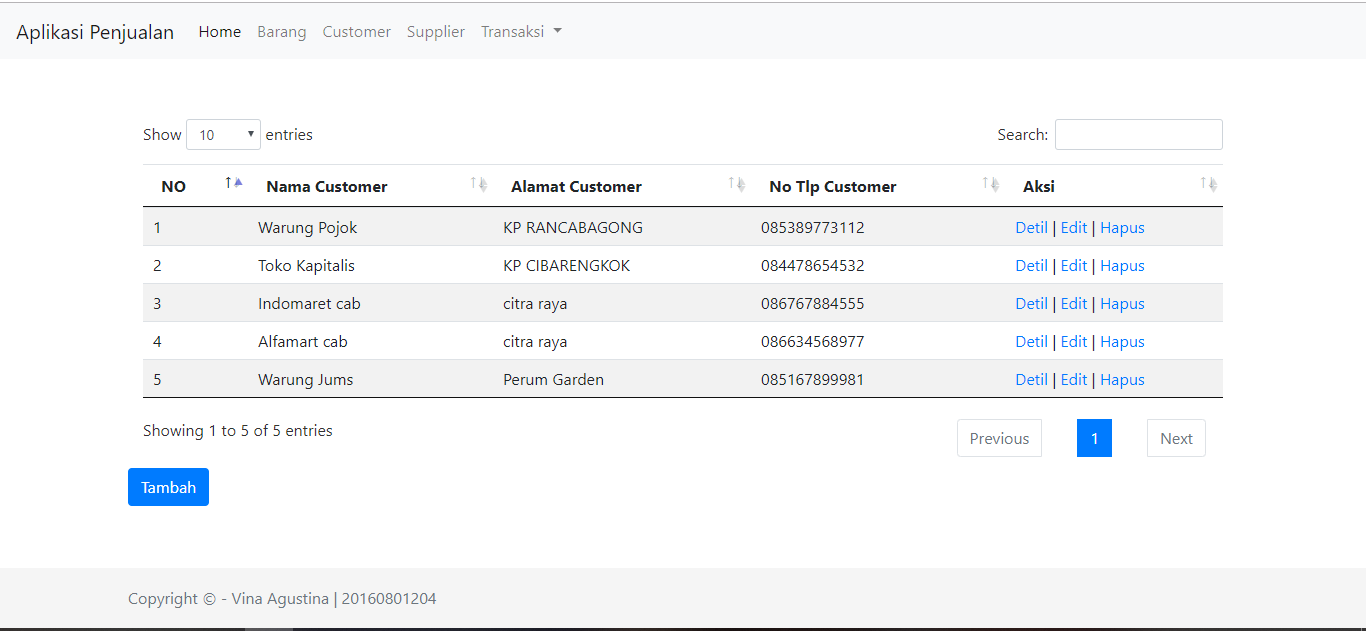 Aplikasi Penjualan Home Barang Customer Supplier Transaksi
Show 10 entries Search:
NO Nama Customer Alamat Customer No Tlp Customer Aksi
1 Warung Pojok KP RANCABAGONG 085389773112 Detil | Edit | Hapus
2 Toko Kapitalis KP CIBARENGKOK 084478654532 Detil | Edit | Hapus
3 Indomaret cab citra raya 086767884555 Detil | Edit | Hapus
4 Alfamart cab citra raya 086634568977 Detil | Edit | Hapus
5 Warung Jums Perum Garden 085167899981 Detil | Edit | Hapus
Showing 1 to 5 of 5 entries Previous 1 Next
Tambah
Copyright © - Vina Agustina | 20160801204